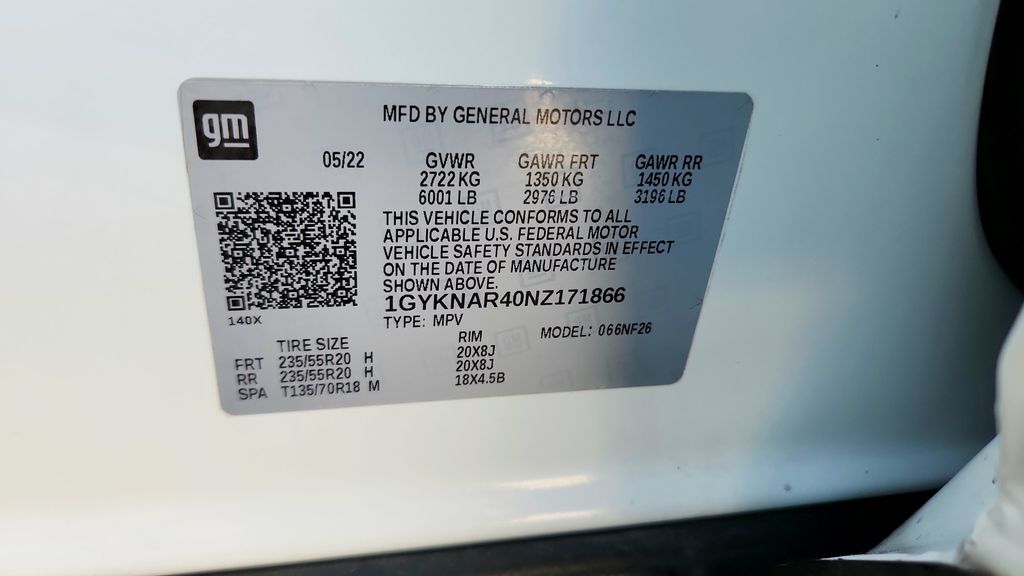 gm
MFD BY GENERAL MOTORS LLC
05/22 GVWR GAWR FRT GAWR RR
2722 KG 1350 KG 1450 KG
6001 LB 2976 LB 3196 LB
THIS VEHICLE CONFORMS TO ALL
APPLICABLE U.S. FEDERAL MOTOR
VEHICLE SAFETY STANDARDS IN EFFECT
ON THE DATE OF MANUFACTURE
SHOWN ABOVE.
1GYKNAR40NZ171866
140X
TYPE: MPV
TIRE SIZE RIM MODEL: 066NF26
FRT 235/55R20 H 20X8J
RR 235/55R20 H 20X8J
SPA T135/70R18 M 18X4.5B